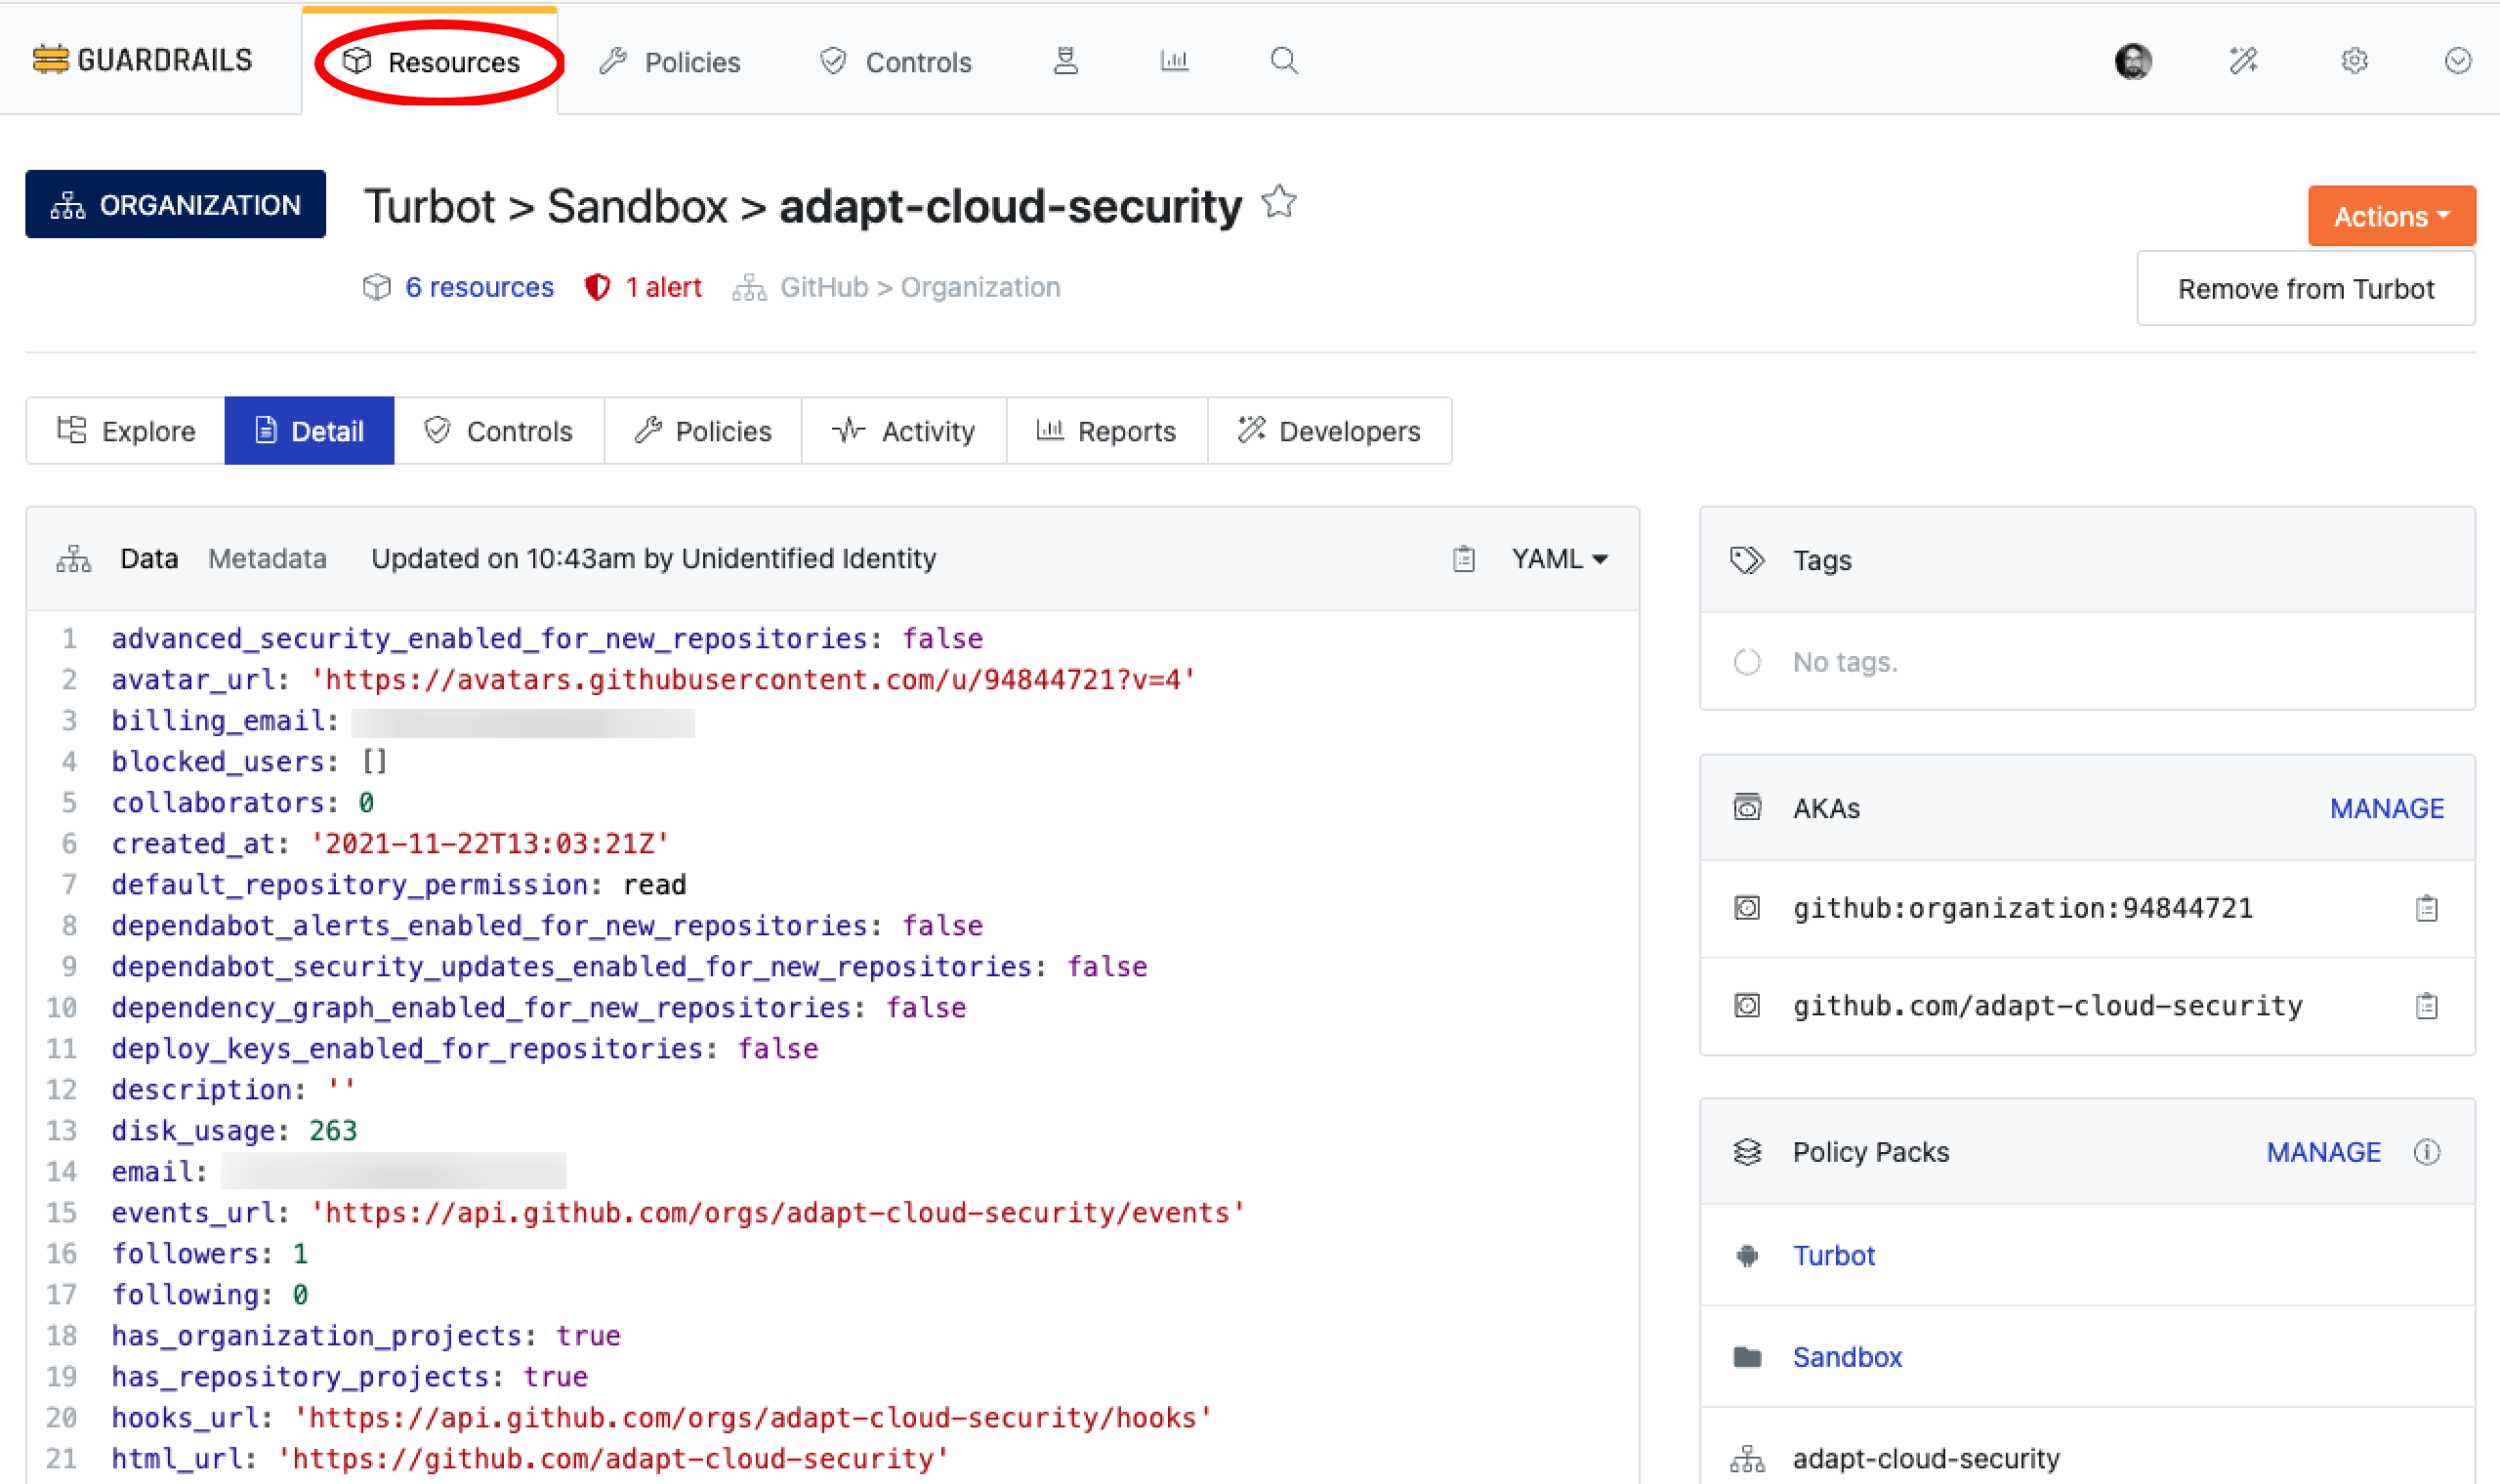 GUARDRAILS
Resources
Policies
Controls
ORGANIZATION
Turbot > Sandbox > adapt-cloud-security
Actions
6 resources
1 alert
GitHub > Organization
Remove from Turbot
Explore
Detail
Controls
Policies
Activity
Reports
Developers
Data
Metadata
Updated on 10:43am by Unidentified Identity
YAML
1 advanced_security_enabled_for_new_repositories: false
2 avatar_url: 'https://avatars.githubusercontent.com/u/94844721?v=4'
3 billing_email:
4 blocked_users: []
5 collaborators: 0
6 created_at: '2021-11-22T13:03:21Z'
7 default_repository_permission: read
8 dependabot_alerts_enabled_for_new_repositories: false
9 dependabot_security_updates_enabled_for_new_repositories: false
10 dependency_graph_enabled_for_new_repositories: false
11 deploy_keys_enabled_for_repositories: false
12 description: ''
13 disk_usage: 263
14 email:
15 events_url: 'https://api.github.com/orgs/adapt-cloud-security/events'
16 followers: 1
17 following: 0
18 has_organization_projects: true
19 has_repository_projects: true
20 hooks_url: 'https://api.github.com/orgs/adapt-cloud-security/hooks'
21 html_url: 'https://github.com/adapt-cloud-security'
Tags
No tags.
AKAs
MANAGE
github:organization:94844721
github.com/adapt-cloud-security
Policy Packs
MANAGE
Turbot
Sandbox
adapt-cloud-security